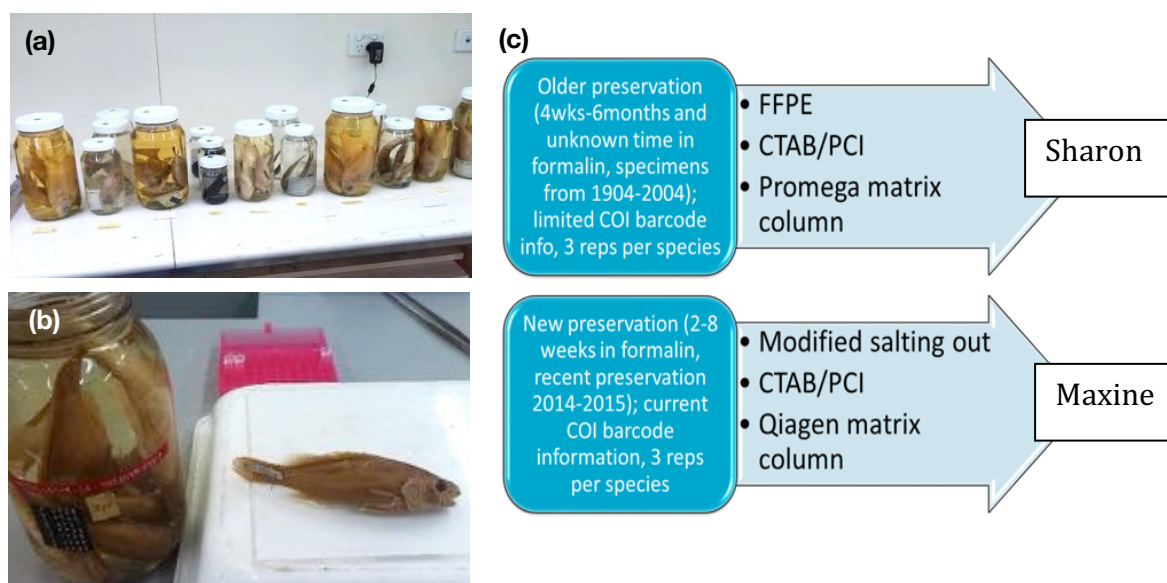 (a)
(b)
(c)
Older preservation
(4wks-6months and
unknown time in
formalin, specimens
from 1904-2004);
limited COI barcode
info, 3 reps per
species
• FFPE
• CTAB/PCI
• Promega matrix
column
Sharon
New preservation (2-8
weeks in formalin,
recent preservation
2014-2015); current
COI barcode
information, 3 reps
per species
• Modified salting out
• CTAB/PCI
• Qiagen matrix
column
Maxine